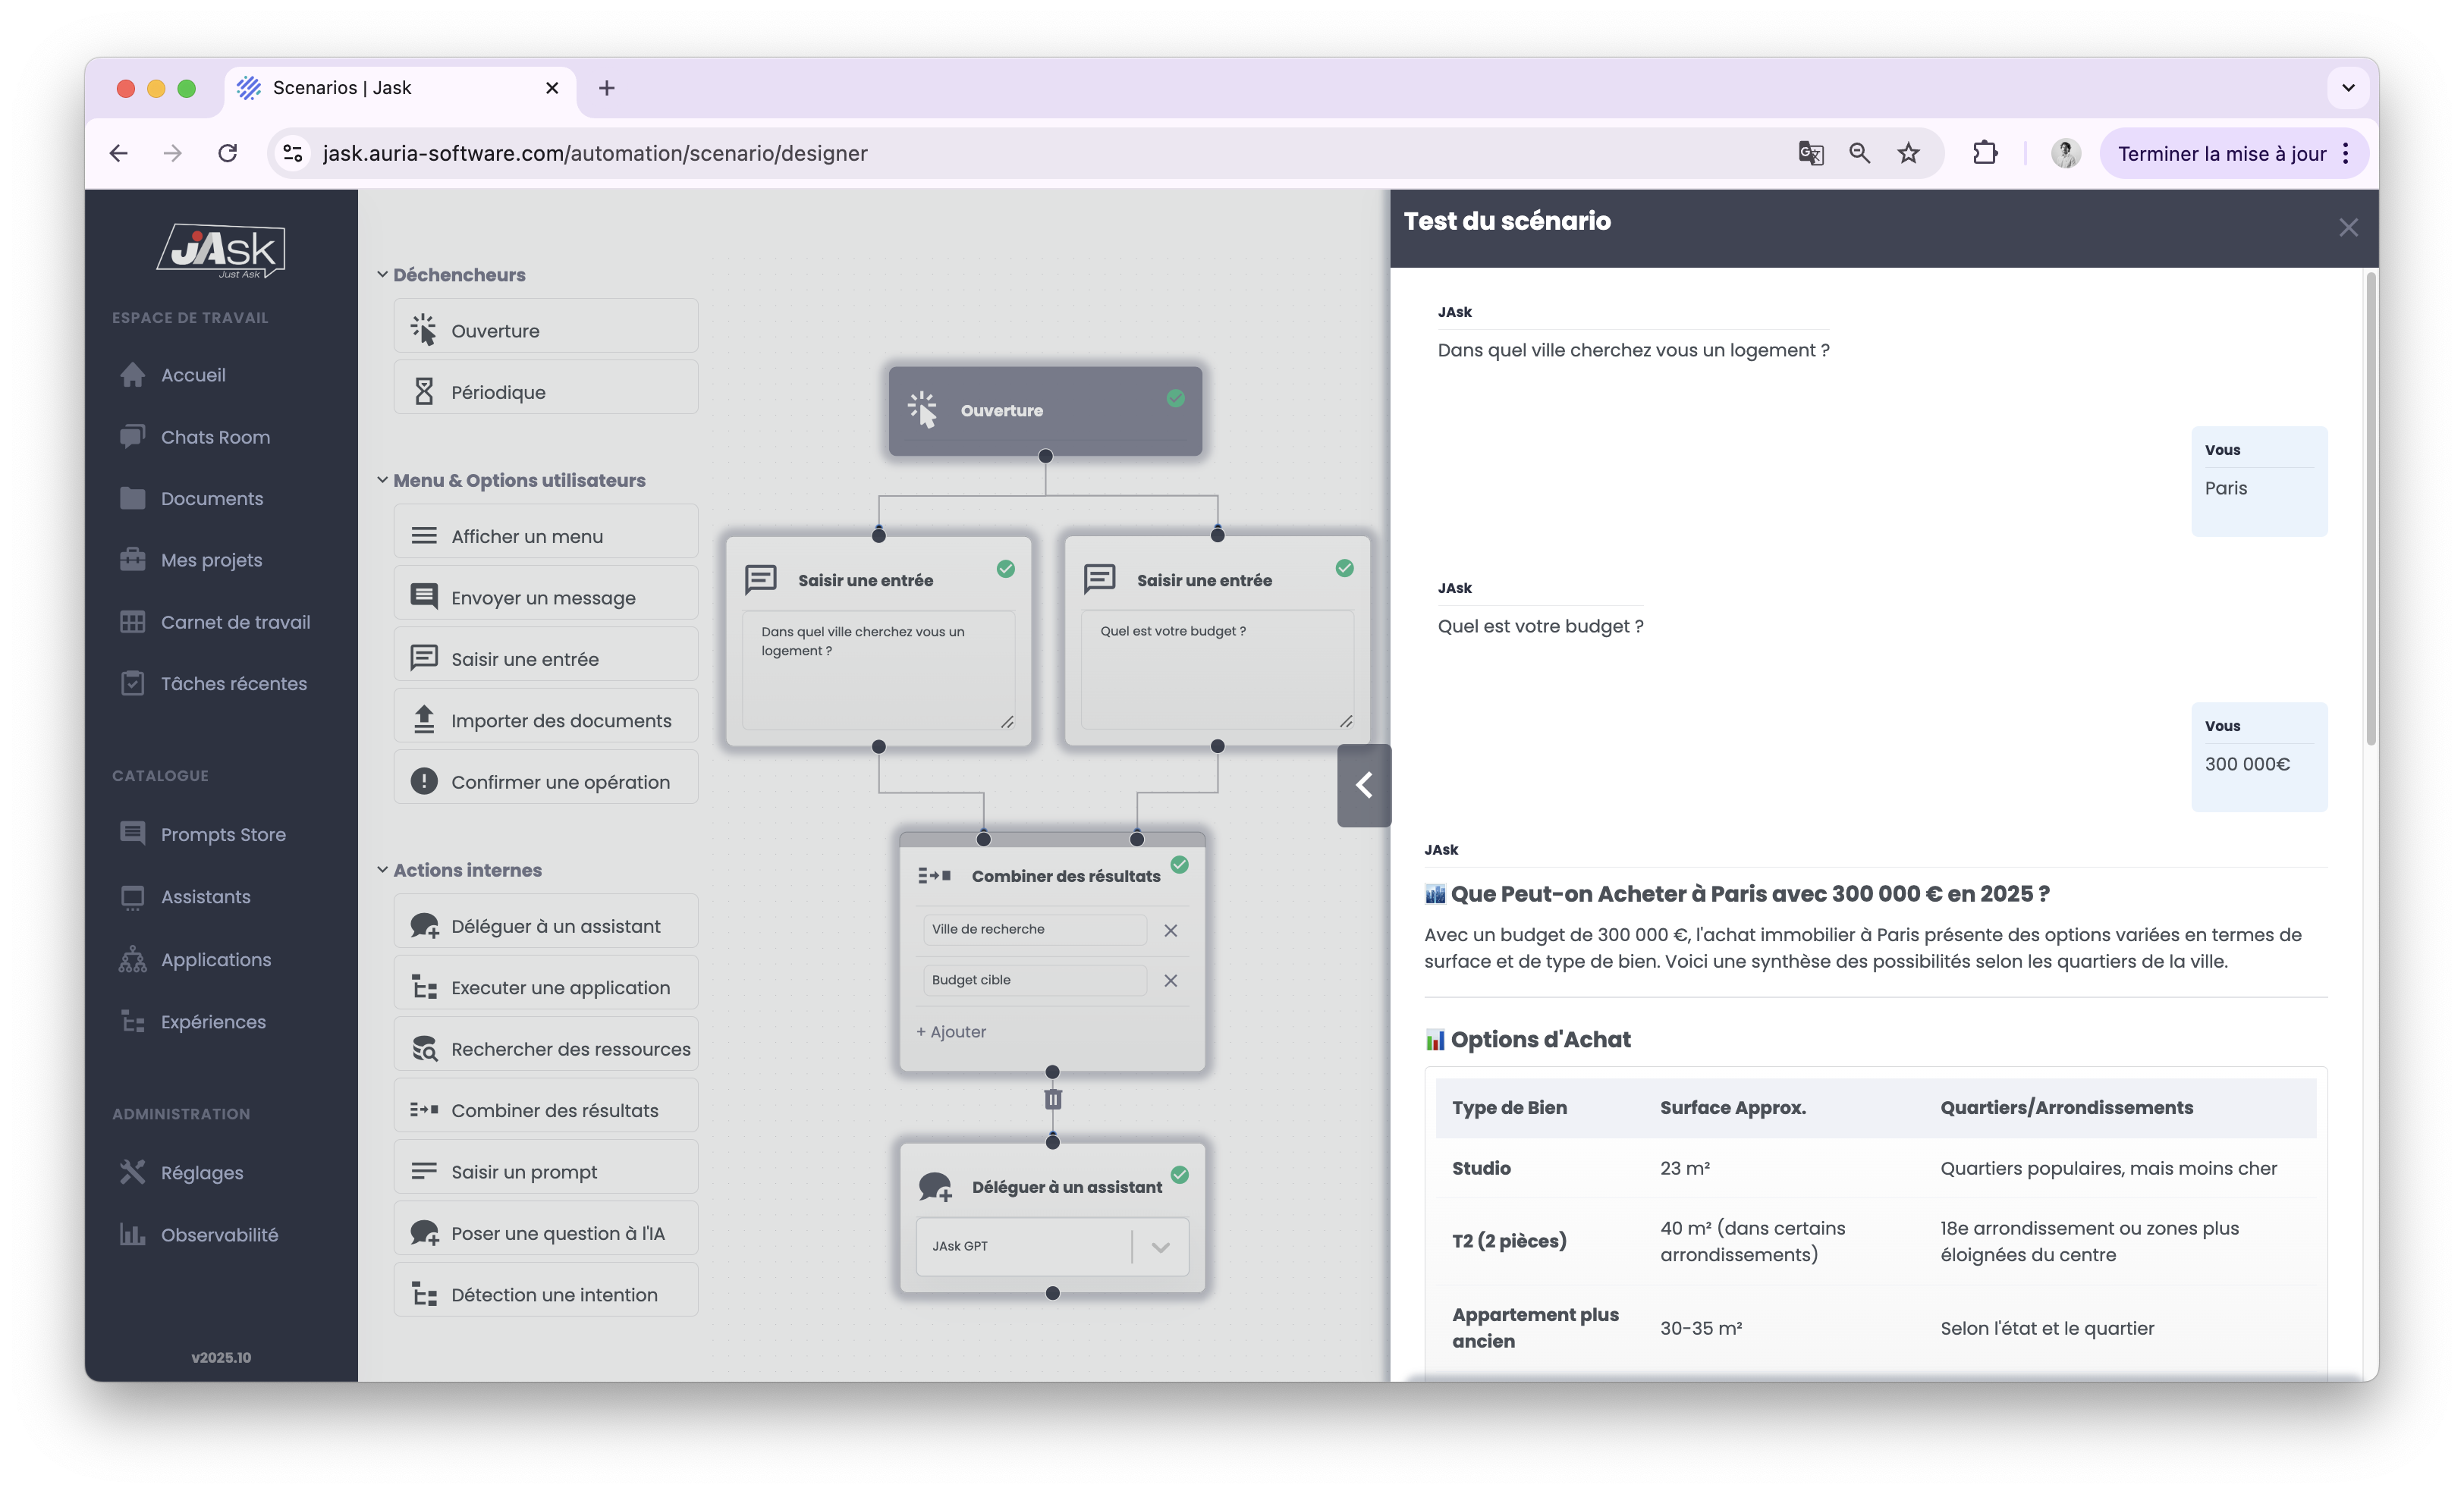 Scenarios | Jask
jask.auria-software.com/automation/scenario/designer
Terminer la mise à jour
jAsk
Just Ask
ESPACE DE TRAVAIL
Accueil
Chats Room
Documents
Mes projets
Carnet de travail
Tâches récentes
CATALOGUE
Prompts Store
Assistants
Applications
Expériences
ADMINISTRATION
Réglages
Observabilité
v2025.10
Déchencheurs
Ouverture
Périodique
Menu & Options utilisateurs
Afficher un menu
Envoyer un message
Saisir une entrée
Importer des documents
Confirmer une opération
Actions internes
Déléguer à un assistant
Executer une application
Rechercher des ressources
Combiner des résultats
Saisir un prompt
Poser une question à l'IA
Détection une intention
Ouverture
Saisir une entrée
Dans quel ville cherchez vous un
logement ?
Saisir une entrée
Quel est votre budget ?
Combiner des résultats
Ville de recherche
Budget cible
+ Ajouter
Déléguer à un assistant
JAsk GPT
Test du scénario
JAsk
Dans quel ville cherchez vous un logement ?
Vous
Paris
JAsk
Quel est votre budget ?
Vous
300 000€
JAsk
Que Peut-on Acheter à Paris avec 300 000 € en 2025 ?
Avec un budget de 300 000 €, l'achat immobilier à Paris présente des options variées en termes de
surface et de type de bien. Voici une synthèse des possibilités selon les quartiers de la ville.
Options d'Achat
Type de Bien Surface Approx. Quartiers/Arrondissements
Studio 23 m² Quartiers populaires, mais moins cher
T2 (2 pièces) 40 m² (dans certains arrondissements) 18e arrondissement ou zones plus éloignées du centre
Appartement plus ancien 30-35 m² Selon l'état et le quartier